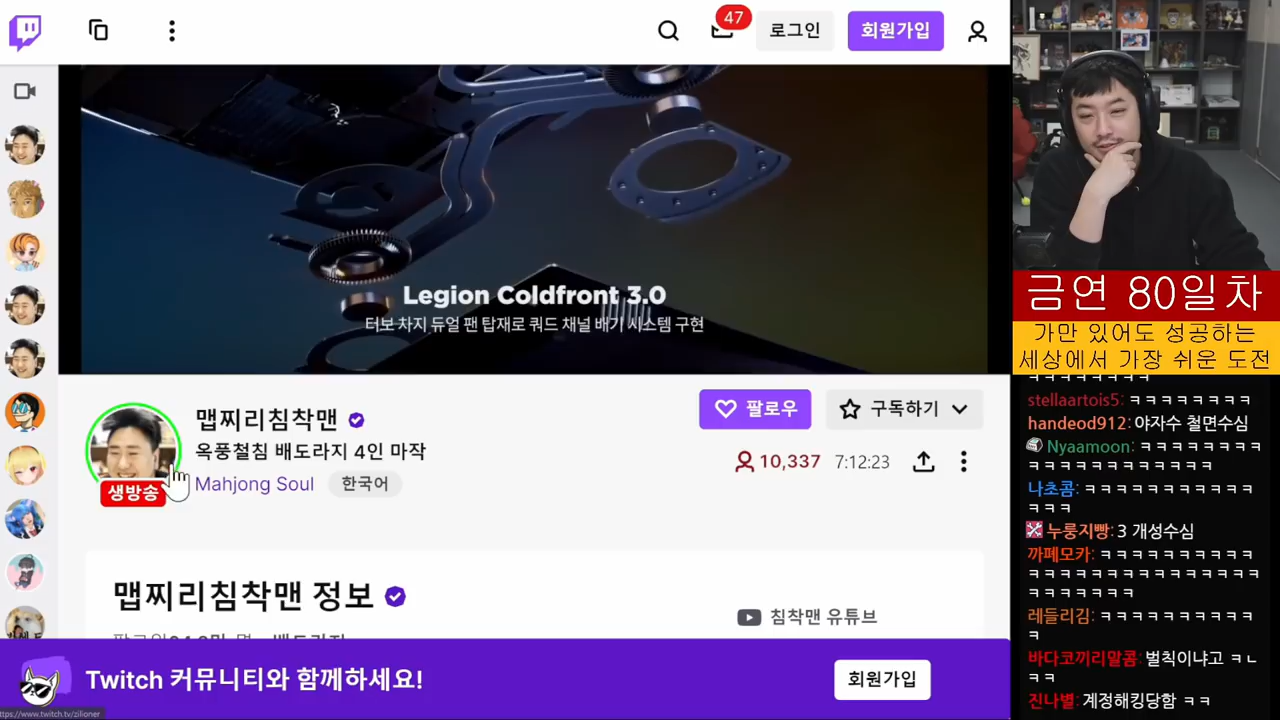 47
로그인
회원가입
Legion Coldfront 3.0
터보 차지 듀얼 팬 탑재로 쿼드 채널 배기 시스템 구현
맵찌리침착맨
옥풍철침 배도라지 4인 마작
Mahjong Soul
한국어
생방송
팔로우
구독하기
10,337
7:12:23
맵찌리침착맨 정보
침착맨 유튜브
Twitch 커뮤니티와 함께하세요!
회원가입
https://www.twitch.tv/zilioner
금연 80일차
가만 있어도 성공하는
세상에서 가장 쉬운 도전
stellaartois5: ㅋㅋㅋㅋㅋㅋㅋㅋ
handeod912: 야자수 철면수심
Nyaamoon: ㅋㅋㅋㅋㅋㅋㅋㅋ
ㅋㅋㅋㅋㅋㅋㅋㅋㅋㅋㅋㅋ
나초콤: ㅋㅋㅋㅋㅋㅋㅋㅋㅋㅋㅋ
ㅋㅋㅋ
누룽지빵: 3 개성수심
까페모카: ㅋㅋㅋㅋㅋㅋㅋㅋㅋㅋ
ㅋㅋㅋㅋㅋㅋㅋㅋㅋㅋㅋㅋㅋㅋㅋ
ㅋㅋㅋㅋㅋㅋㅋ
레들리김: ㅋㅋㅋㅋㅋㅋㅋㅋㅋㅋ
ㅋ
바다코끼리말콤: 벌칙이냐고 ㅋㄴ
ㅋㅋ
진나별: 계정해킹당함 ㅋㅋ